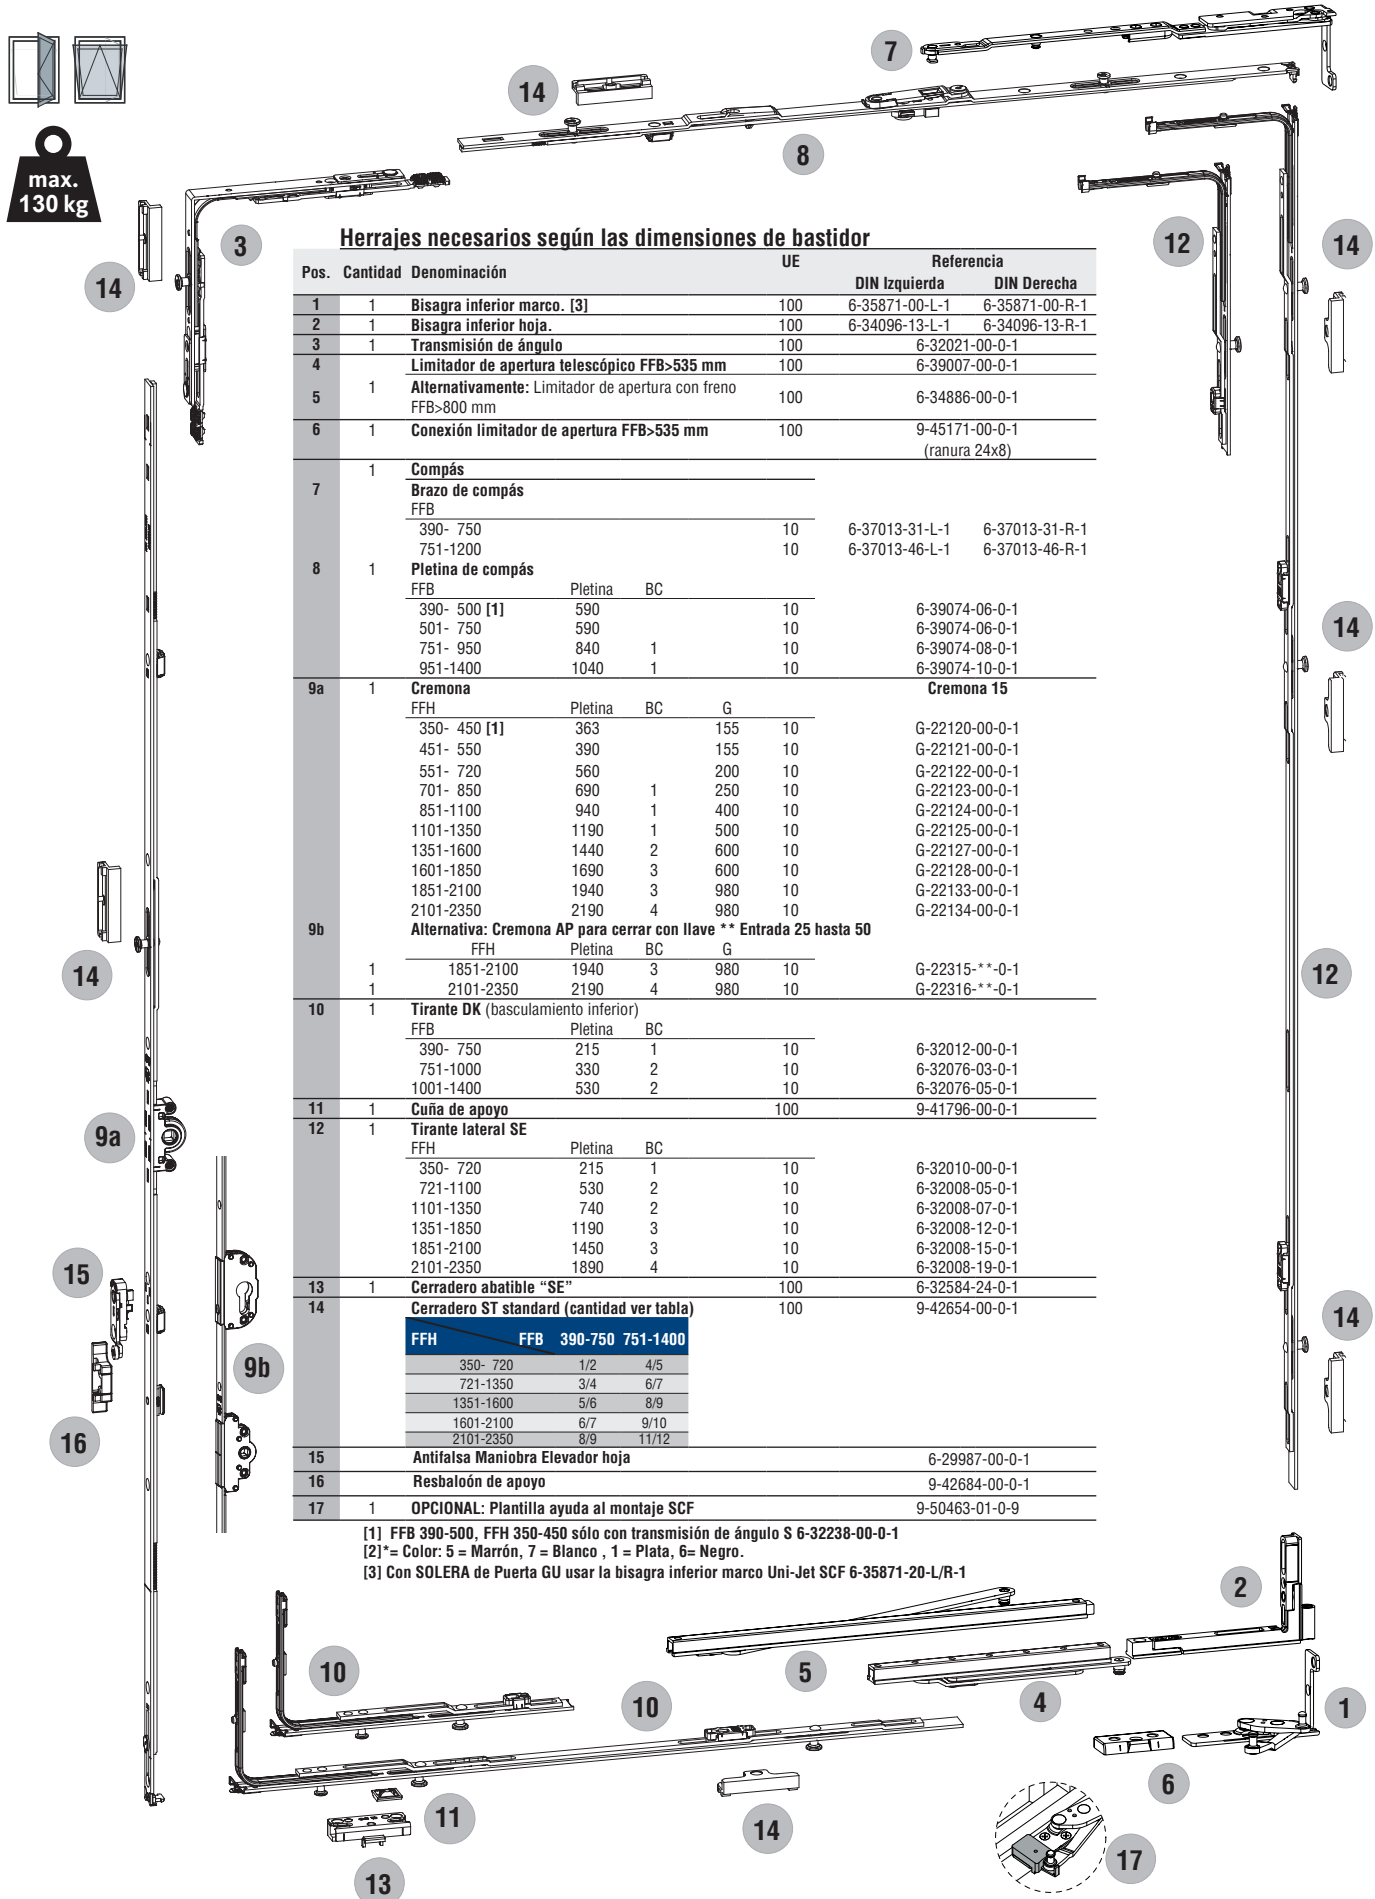 max.
130 kg
7
14
8
3
14
12
14
Herrajes necesarios según las dimensiones de bastidor
Pos. Cantidad Denominación UE Referencia
DIN Izquierda DIN Derecha
1 1 Bisagra inferior marco. [3] 100 6-35871-00-L-1 6-35871-00-R-1
2 1 Bisagra inferior hoja. 100 6-34096-13-L-1 6-34096-13-R-1
3 1 Transmisión de ángulo 100 6-32021-00-0-1
4 Limitador de apertura telescópico FFB>535 mm 100 6-39007-00-0-1
5 1 Alternativamente: Limitador de apertura con freno
FFB>800 mm 100 6-34886-00-0-1
6 1 Conexión limitador de apertura FFB>535 mm 100 9-45171-00-0-1
(ranura 24x8)
1 Compás
7 Brazo de compás
FFB
390- 750 10 6-37013-31-L-1 6-37013-31-R-1
751-1200 10 6-37013-46-L-1 6-37013-46-R-1
8 1 Pletina de compás
FFB Pletina BC
390- 500 [1] 590 10 6-39074-06-0-1
501- 750 590 10 6-39074-06-0-1
751- 950 840 1 10 6-39074-08-0-1
951-1400 1040 1 10 6-39074-10-0-1
9a 1 Cremona Cremona 15
FFH Pletina BC G
350- 450 [1] 363 155 10 G-22120-00-0-1
451- 550 390 155 10 G-22121-00-0-1
551- 720 560 200 10 G-22122-00-0-1
701- 850 690 1 250 10 G-22123-00-0-1
851-1100 940 1 400 10 G-22124-00-0-1
1101-1350 1190 1 500 10 G-22125-00-0-1
1351-1600 1440 2 600 10 G-22127-00-0-1
1601-1850 1690 3 600 10 G-22128-00-0-1
1851-2100 1940 3 980 10 G-22133-00-0-1
2101-2350 2190 4 980 10 G-22134-00-0-1
9b Alternativa: Cremona AP para cerrar con llave ** Entrada 25 hasta 50
FFH Pletina BC G
1 1851-2100 1940 3 980 10 G-22315-**-0-1
1 2101-2350 2190 4 980 10 G-22316-**-0-1
10 1 Tirante DK (basculamiento inferior)
FFB Pletina BC
390- 750 215 1 10 6-32012-00-0-1
751-1000 330 2 10 6-32076-03-0-1
1001-1400 530 2 10 6-32076-05-0-1
11 1 Cuña de apoyo 100 9-41796-00-0-1
12 1 Tirante lateral SE
FFH Pletina BC
350- 720 215 1 10 6-32010-00-0-1
721-1100 530 2 10 6-32008-05-0-1
1101-1350 740 2 10 6-32008-07-0-1
1351-1850 1190 3 10 6-32008-12-0-1
1851-2100 1450 3 10 6-32008-15-0-1
2101-2350 1890 4 10 6-32008-19-0-1
13 1 Cerradero abatible “SE” 100 6-32584-24-0-1
14 Cerradero ST standard (cantidad ver tabla) 100 9-42654-00-0-1
FFH FFB 390-750 751-1400
350- 720 1/2 4/5
721-1350 3/4 6/7
1351-1600 5/6 8/9
1601-2100 6/7 9/10
2101-2350 8/9 11/12
15 Antifalsa Maniobra Elevador hoja 6-29987-00-0-1
16 Resbaloón de apoyo 9-42684-00-0-1
17 1 OPCIONAL: Plantilla ayuda al montaje SCF 9-50463-01-0-9
[1] FFB 390-500, FFH 350-450 sólo con transmisión de ángulo S 6-32238-00-0-1
[2]*= Color: 5 = Marrón, 7 = Blanco , 1 = Plata, 6= Negro.
[3] Con SOLERA de Puerta GU usar la bisagra inferior marco Uni-Jet SCF 6-35871-20-L/R-1
14
14
12
9a
15
14
9b
16
2
10
5
10
4
1
6
11
14
17
13